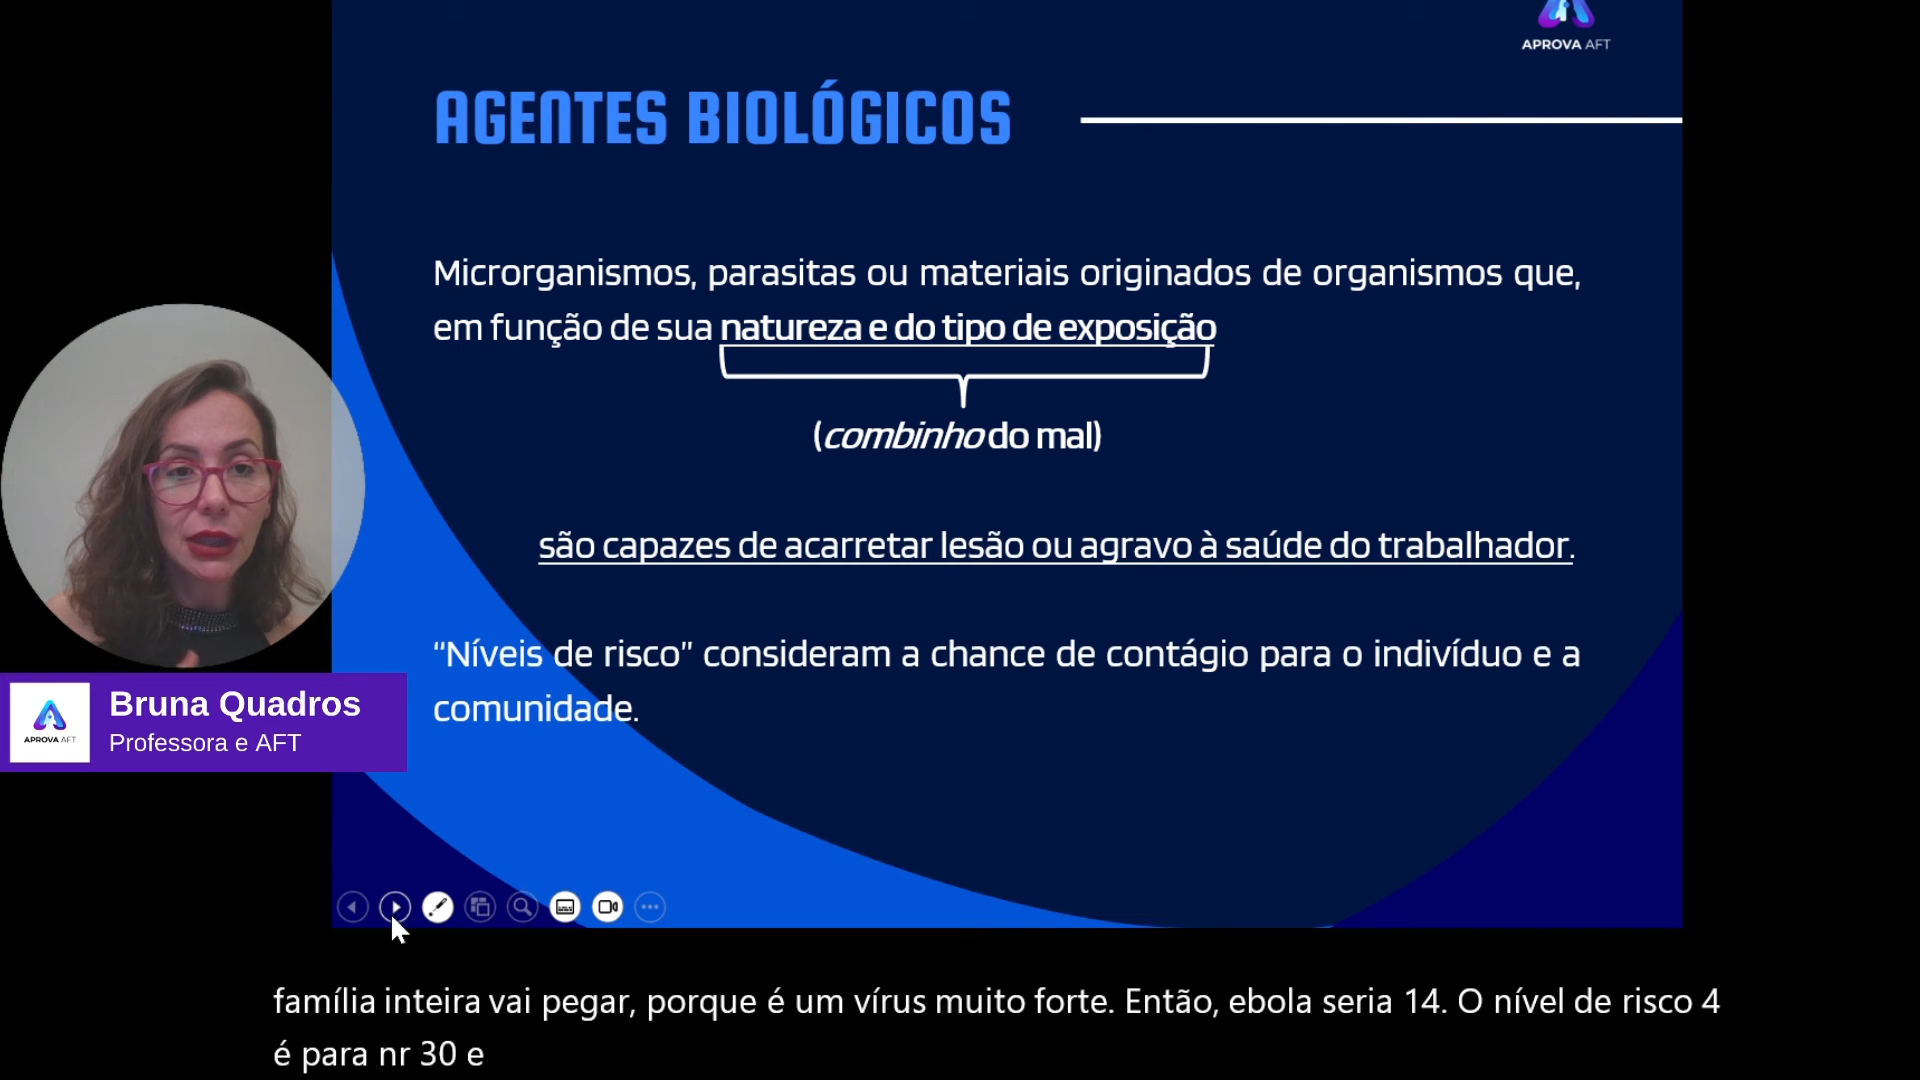 APROVA AFT
AGENTES BIOLÓGICOS
Microrganismos, parasitas ou materiais originados de organismos que,
em função de sua natureza e do tipo de exposição
(combinho do mal)
são capazes de acarretar lesão ou agravo à saúde do trabalhador.
“Níveis de risco” consideram a chance de contágio para o indivíduo e a
comunidade.
Bruna Quadros
Professora e AFT
APROVA AFT
família inteira vai pegar, porque é um vírus muito forte. Então, ebola seria 14. O nível de risco 4
é para nr 30 e